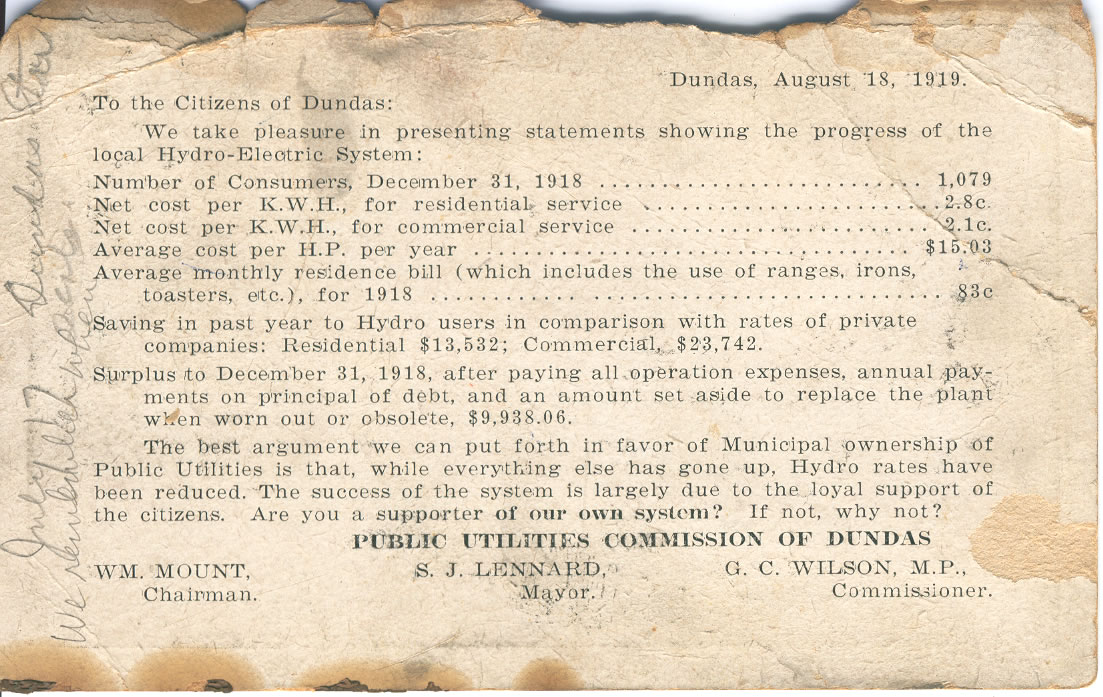 Dundas, August 18, 1919.
To the Citizens of Dundas:
We take pleasure in presenting statements showing the progress of the
local Hydro-Electric System:
Number of Consumers, December 31, 1918 ............................ 1,079
Net cost per K.W.H., for residential service ..........................2.8c.
Net cost per K.W.H., for commercial service ........................... 2.1c.
Average cost per H.P. per year ....................................... $15.03
Average monthly residence bill (which includes the use of ranges, irons,
toasters, etc.), for 1918 ............................................ 83c
Saving in past year to Hydro users in comparison with rates of private
companies: Residential $13,532; Commercial, $23,742.
Surplus to December 31, 1918, after paying all operation expenses, annual pay-
ments on principal of debt, and an amount set aside to replace the plant
when worn out or obsolete, $9,938.06.
The best argument we can put forth in favor of Municipal ownership of
Public Utilities is that, while everything else has gone up, Hydro rates have
been reduced. The success of the system is largely due to the loyal support of
the citizens. Are you a supporter of our own system? If not, why not?
PUBLIC UTILITIES COMMISSION OF DUNDAS
WM. MOUNT, S. J. LENNARD, G. C. WILSON, M.P.,
Chairman. Mayor. Commissioner.
Dundas Star
We